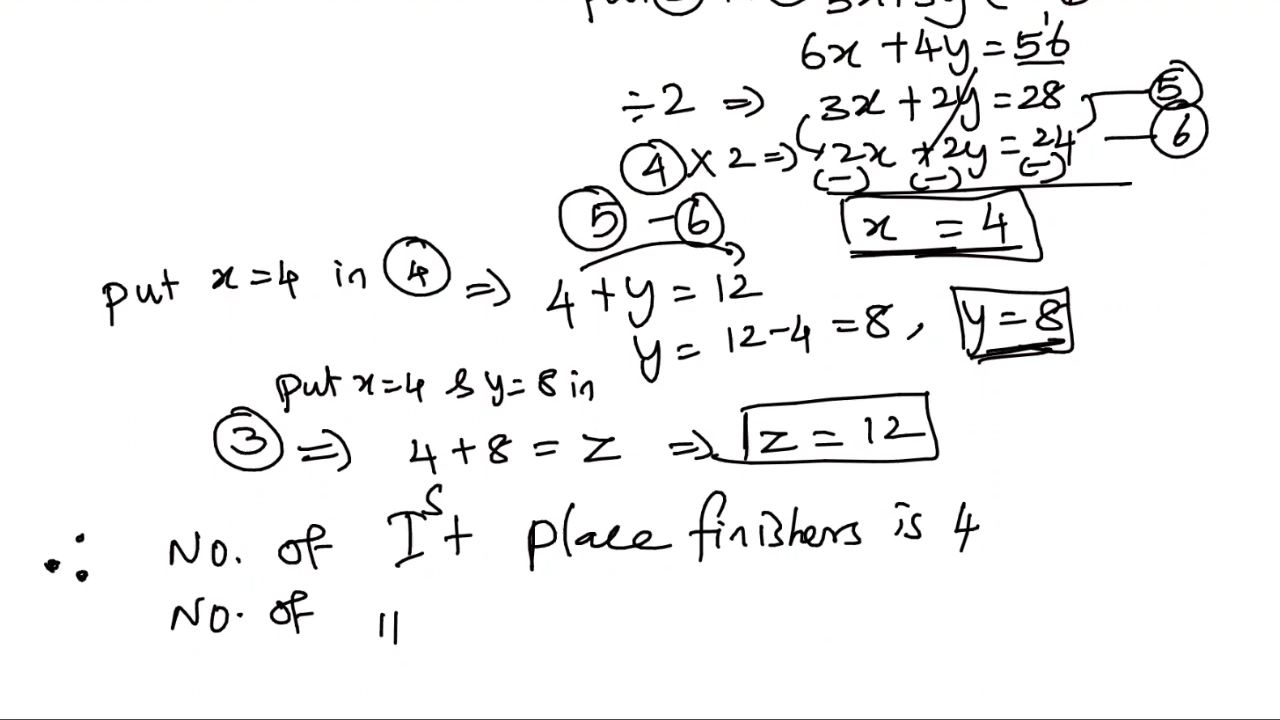 6x + 4y = 56
÷2 ⇒ 3x + 2y = 28 — 5
4 × 2 ⇒ 2x + 2y = 24 — 6
(−) (−) (−)
5 − 6 x = 4
put x=4 in 4 ⇒ 4 + y = 12
y = 12-4 = 8, y = 8
put x=4 & y=8 in
3 ⇒ 4 + 8 = z ⇒ z = 12
∴ No. of Ist place finishers is 4
No. of II